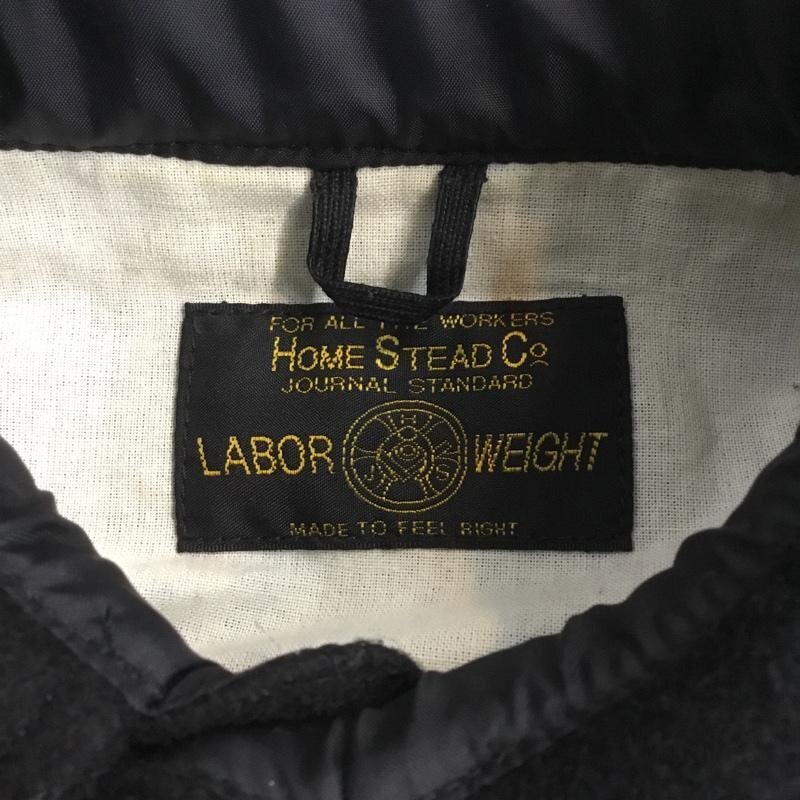 FOR ALL THE WORKERS
HOME STEAD Co
JOURNAL STANDARD
LABOR WEIGHT
MADE TO FEEL RIGHT